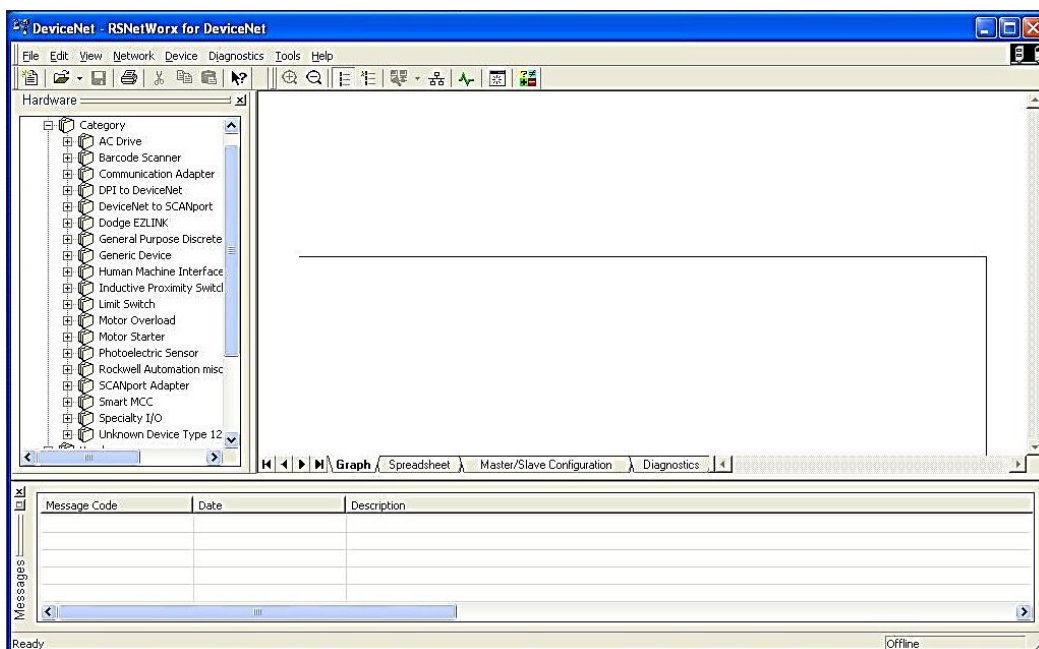 DeviceNet - RSNetWorx for DeviceNet
File Edit View Network Device Diagnostics Tools Help
Hardware
Category
AC Drive
Barcode Scanner
Communication Adapter
DPI to DeviceNet
DeviceNet to SCANport
Dodge EZLINK
General Purpose Discrete
Generic Device
Human Machine Interface
Inductive Proximity Switcl
Limit Switch
Motor Overload
Motor Starter
Photoelectric Sensor
Rockwell Automation misc
SCANport Adapter
Smart MCC
Specialty I/O
Unknown Device Type 12
Graph Spreadsheet Master/Slave Configuration Diagnostics
Message Code Date Description
Messages
Ready Offline